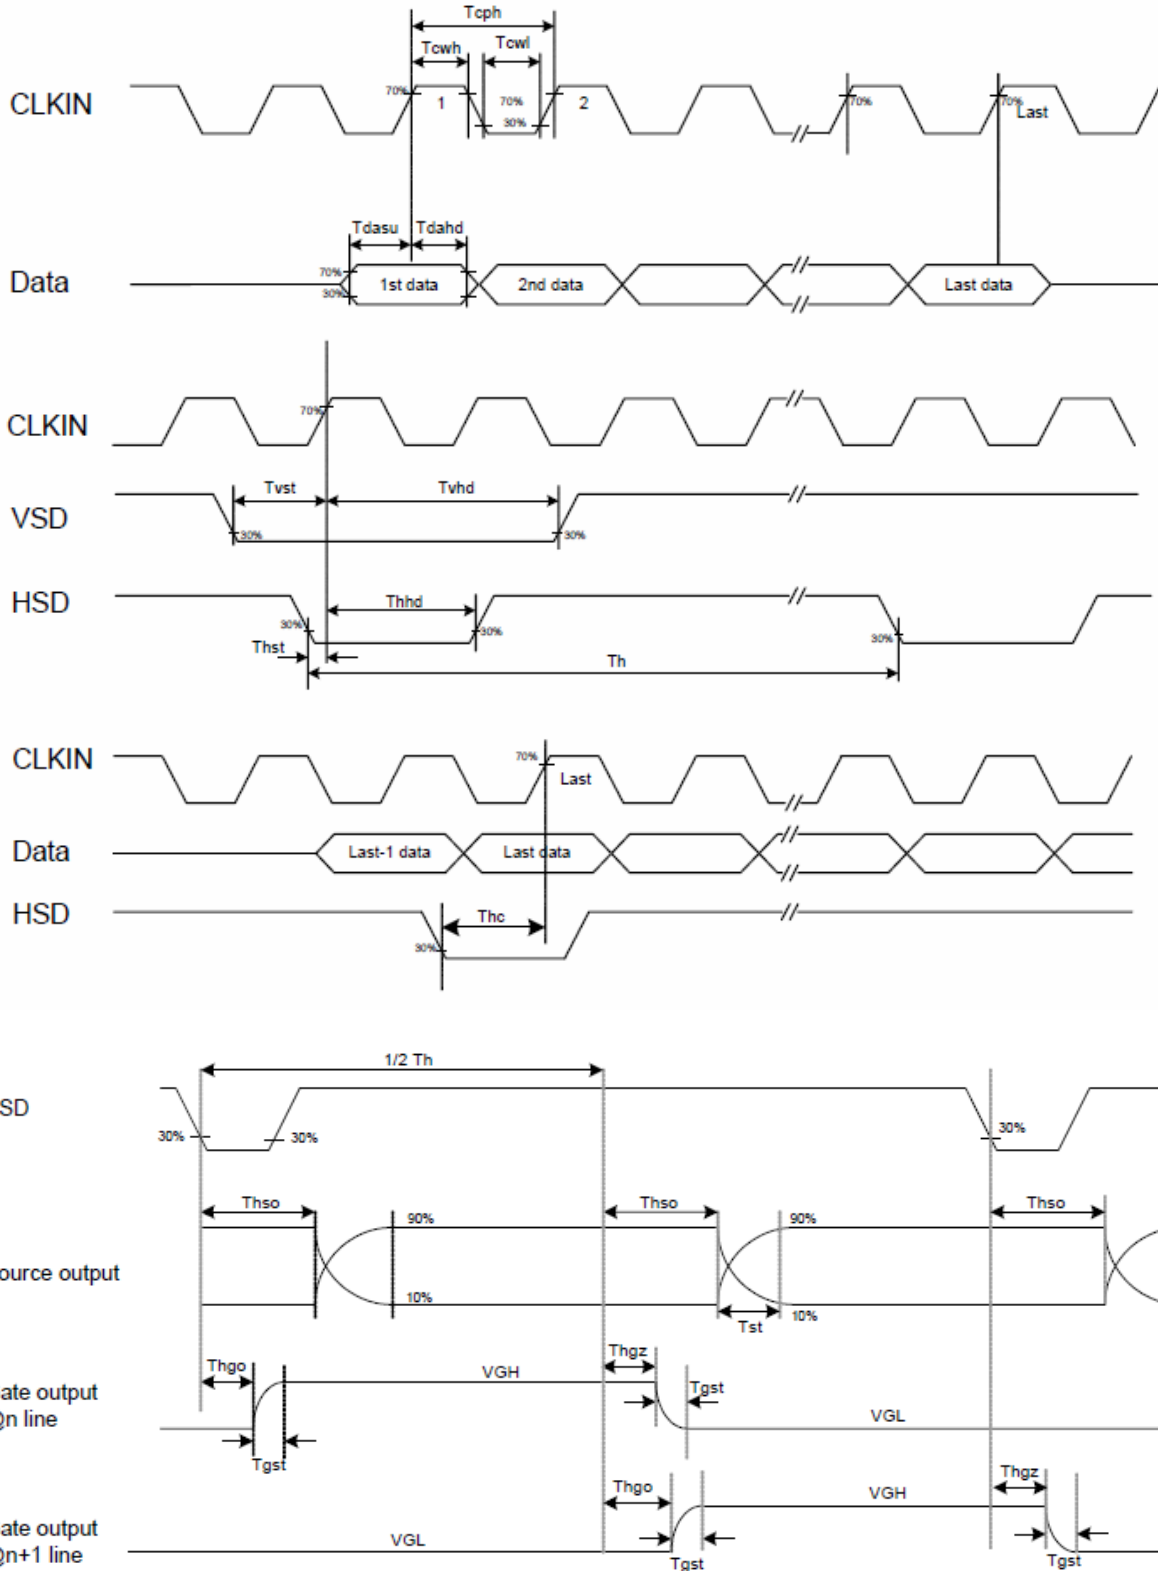 Tcph
Tcwh Tcwl
CLKIN 70% 1 70% 30% 2 70% 70% Last
Tdasu Tdahd
Data 70% 30% 1st data 2nd data Last data
CLKIN 70%
Tvst Tvhd
VSD 30% 30%
HSD Thhd
30% 30% 30%
Thst Th
CLKIN 70% Last
Data Last-1 data Last data
HSD Thc
30%
1/2 Th
SD
30% 30% 30%
Thso Thso Thso
90% 90%
ource output
10% Tst 10%
Thgo VGH Thgz
ate output Tgst
@n line VGL
Tgst
Thgo VGH Thgz
ate output VGL
@n+1 line Tgst Tgst